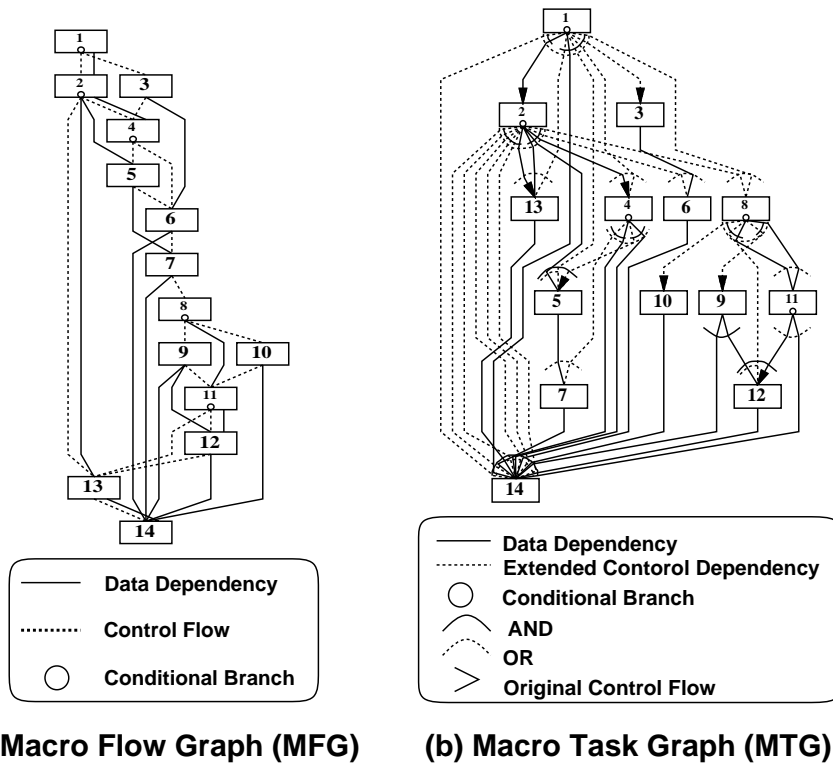 1
2
3
4
5
6
7
8
9
10
11
12
13
14
Data Dependency
Control Flow
Conditional Branch
Macro Flow Graph (MFG)
1
2
3
13
4
6
8
5
10
9
11
7
12
14
Data Dependency
Extended Contorol Dependency
Conditional Branch
AND
OR
Original Control Flow
(b) Macro Task Graph (MTG)